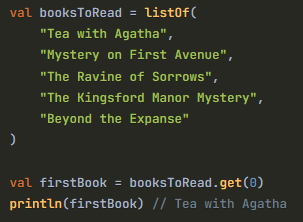 val booksToRead = listOf(
    "Tea with Agatha",
    "Mystery on First Avenue",
    "The Ravine of Sorrows",
    "The Kingsford Manor Mystery",
    "Beyond the Expanse"
)
val firstBook = booksToRead.get(0)
println(firstBook) // Tea with Agatha